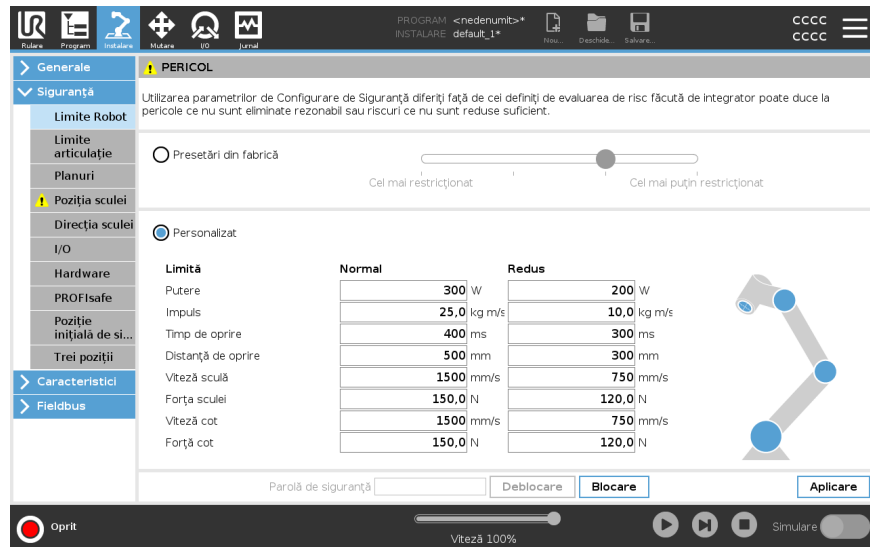 PROGRAM <nedenumit>*
INSTALARE default_1*
cccc
cccc
Rulare Program Instalare Mutare I/O Jurnal Nou... Deschide... Salvare...
Generale
Siguranță
Limite Robot
Limite
articulație
Planuri
Poziția sculei
Direcția sculei
I/O
Hardware
PROFIsafe
Poziție
inițială de si...
Trei poziții
Caracteristici
Fieldbus
PERICOL
Utilizarea parametrilor de Configurare de Siguranță diferiți față de cei definiți de evaluarea de risc făcută de integrator poate duce la
pericole ce nu sunt eliminate rezonabil sau riscuri ce nu sunt reduse suficient.
Presetări din fabrică
Cel mai restricționat Cel mai puțin restricționat
Personalizat
Limită Normal Redus
Putere 300 W 200 W
Impuls 25,0 kg m/s 10,0 kg m/s
Timp de oprire 400 ms 300 ms
Distanță de oprire 500 mm 300 mm
Viteză sculă 1500 mm/s 750 mm/s
Forța sculei 150,0 N 120,0 N
Viteză cot 1500 mm/s 750 mm/s
Forță cot 150,0 N 120,0 N
Parolă de siguranță Deblocare Blocare Aplicare
Oprit
Viteză 100%
Simulare